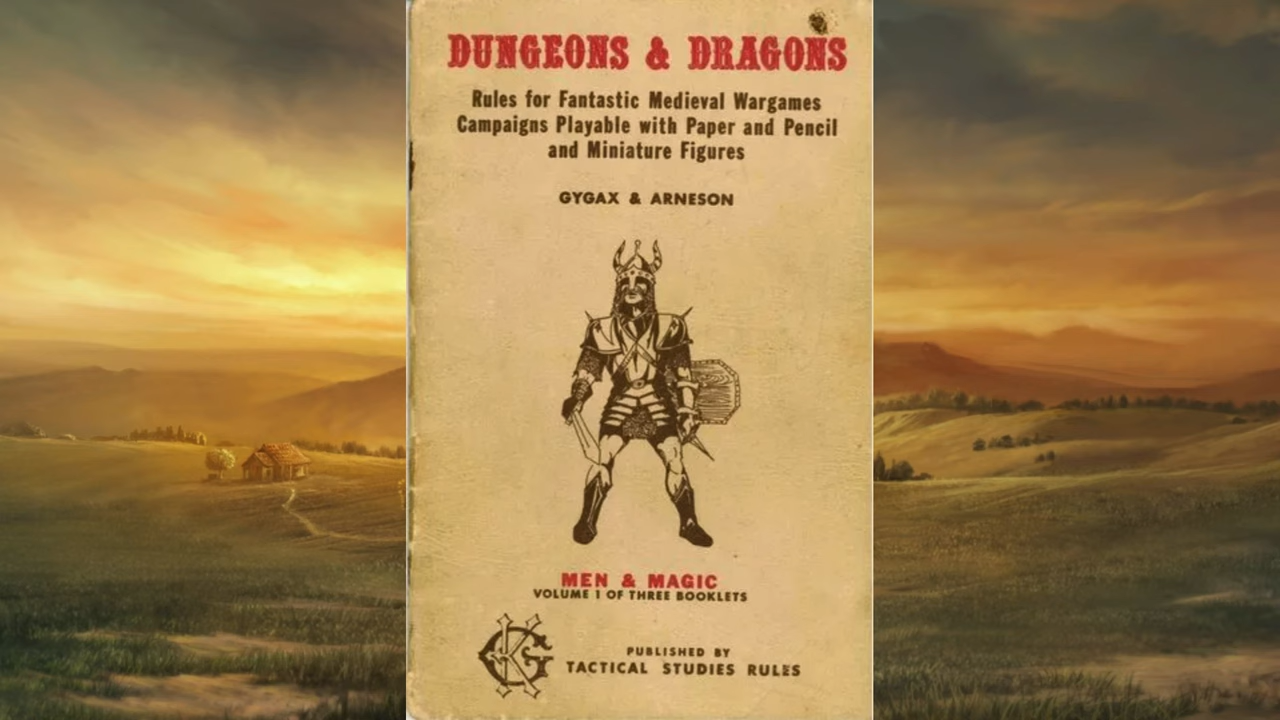 DUNGEONS & DRAGONS
Rules for Fantastic Medieval Wargames
Campaigns Playable with Paper and Pencil
and Miniature Figures
GYGAX & ARNESON
MEN & MAGIC
VOLUME 1 OF THREE BOOKLETS
GK
PUBLISHED BY
TACTICAL STUDIES RULES